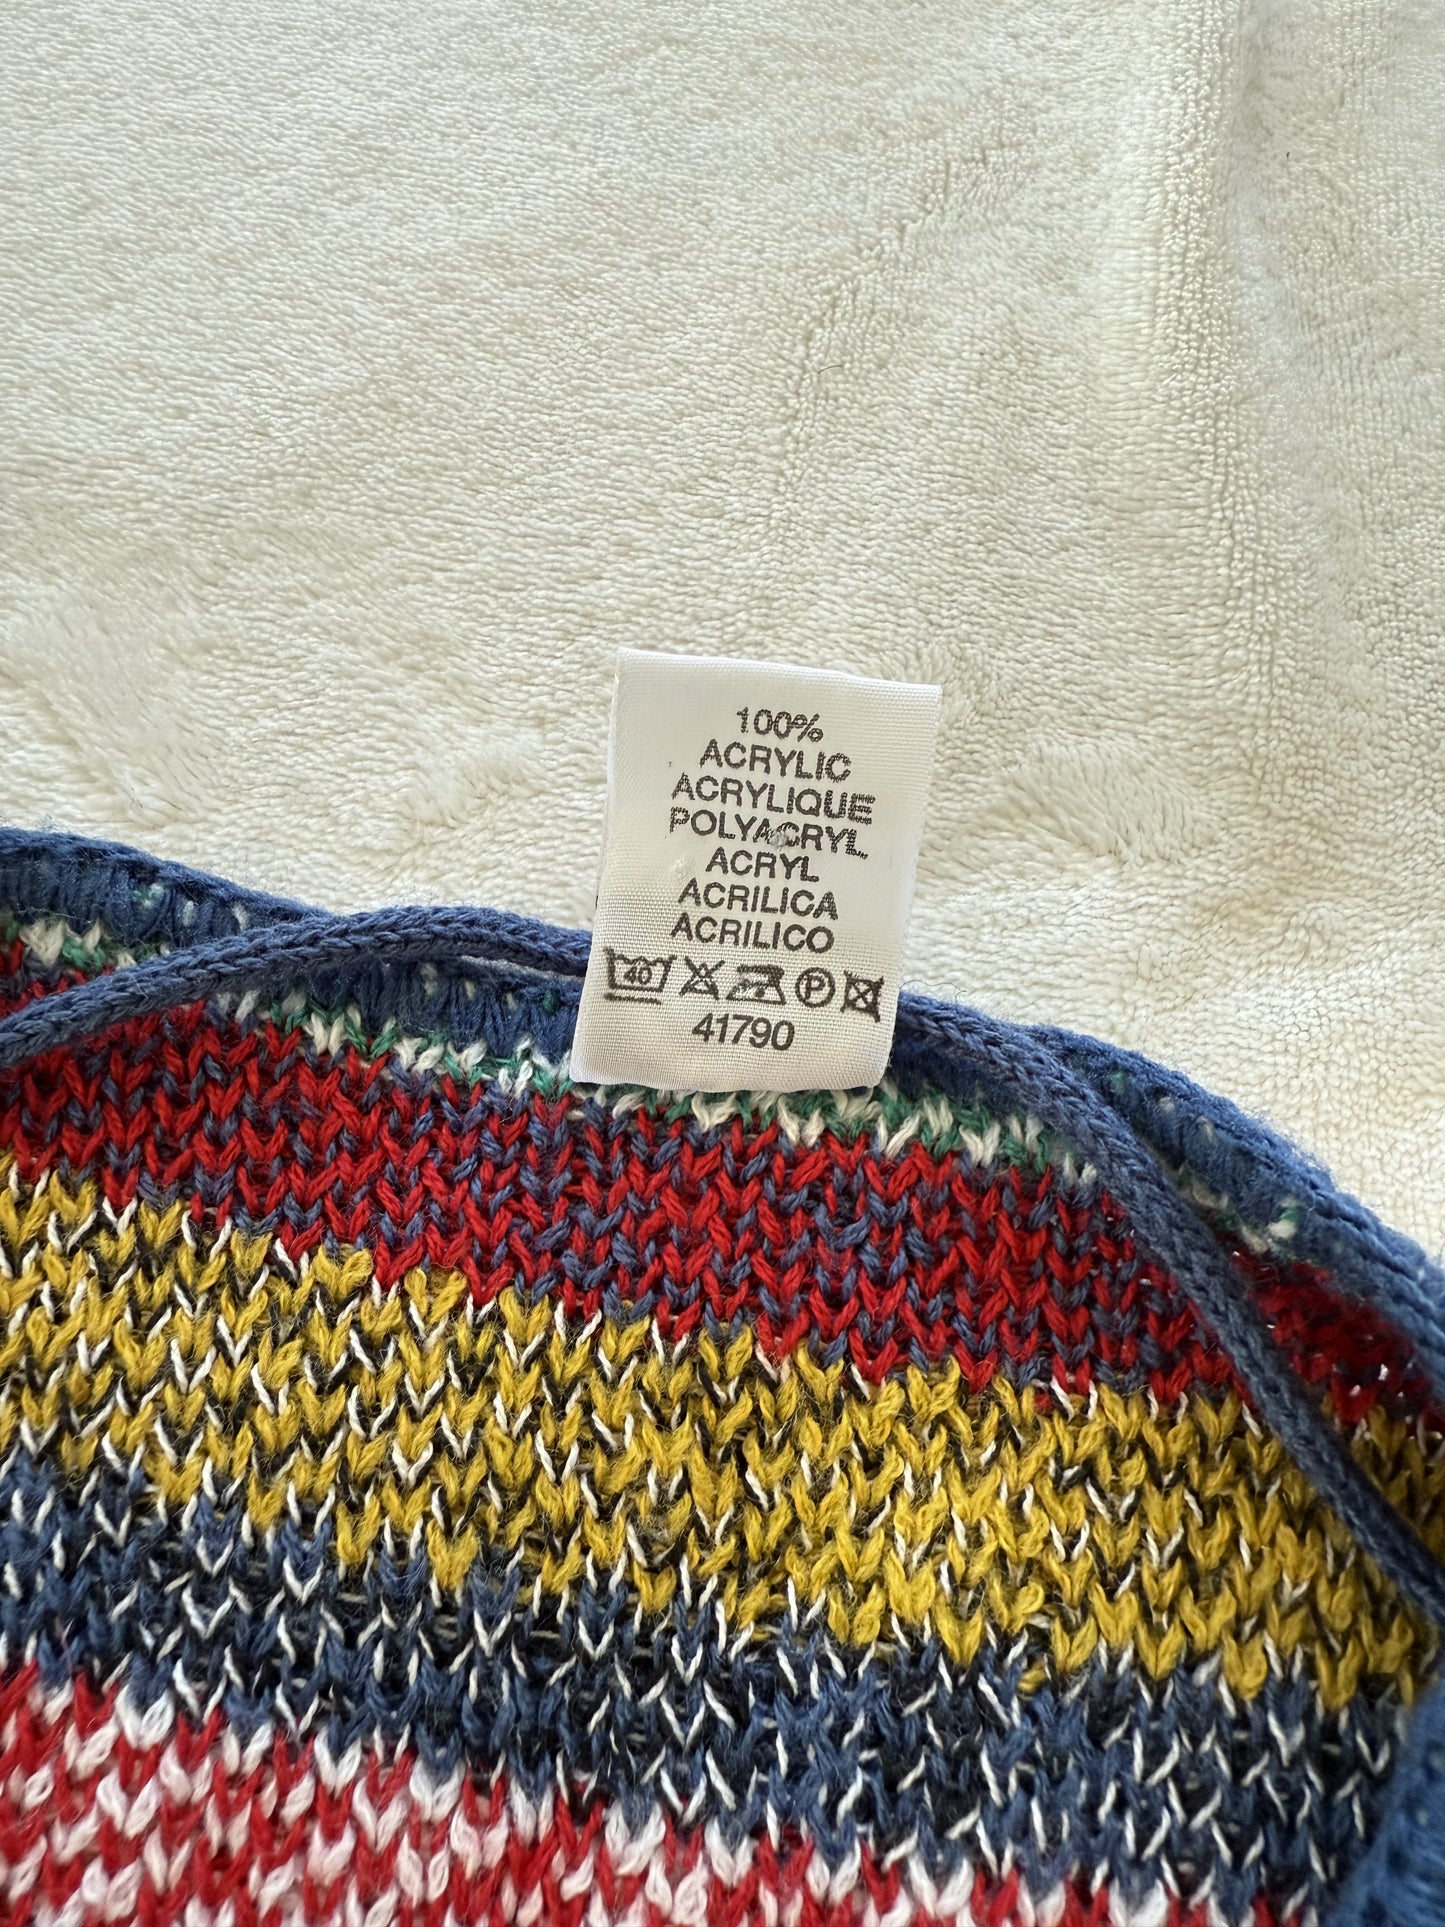 100%
ACRYLIC
ACRYLIQUE
POLYACRYL
ACRYL
ACRILICA
ACRILICO
40 P
41790